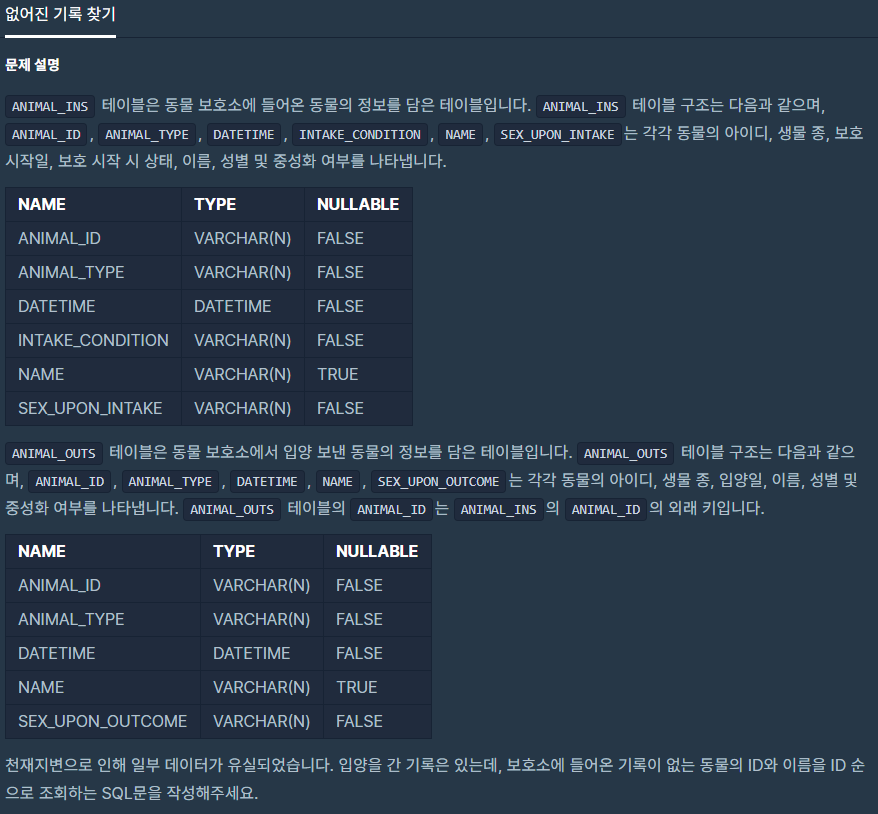 없어진 기록 찾기
문제 설명
ANIMAL_INS 테이블은 동물 보호소에 들어온 동물의 정보를 담은 테이블입니다. ANIMAL_INS 테이블 구조는 다음과 같으며,
ANIMAL_ID , ANIMAL_TYPE , DATETIME , INTAKE_CONDITION , NAME , SEX_UPON_INTAKE 는 각각 동물의 아이디, 생물 종, 보호
시작일, 보호 시작 시 상태, 이름, 성별 및 중성화 여부를 나타냅니다.
NAME TYPE NULLABLE
ANIMAL_ID VARCHAR(N) FALSE
ANIMAL_TYPE VARCHAR(N) FALSE
DATETIME DATETIME FALSE
INTAKE_CONDITION VARCHAR(N) FALSE
NAME VARCHAR(N) TRUE
SEX_UPON_INTAKE VARCHAR(N) FALSE
ANIMAL_OUTS 테이블은 동물 보호소에서 입양 보낸 동물의 정보를 담은 테이블입니다. ANIMAL_OUTS 테이블 구조는 다음과 같으
며, ANIMAL_ID , ANIMAL_TYPE , DATETIME , NAME , SEX_UPON_OUTCOME 는 각각 동물의 아이디, 생물 종, 입양일, 이름, 성별 및
중성화 여부를 나타냅니다. ANIMAL_OUTS 테이블의 ANIMAL_ID 는 ANIMAL_INS 의 ANIMAL_ID 의 외래 키입니다.
NAME TYPE NULLABLE
ANIMAL_ID VARCHAR(N) FALSE
ANIMAL_TYPE VARCHAR(N) FALSE
DATETIME DATETIME FALSE
NAME VARCHAR(N) TRUE
SEX_UPON_OUTCOME VARCHAR(N) FALSE
천재지변으로 인해 일부 데이터가 유실되었습니다. 입양을 간 기록은 있는데, 보호소에 들어온 기록이 없는 동물의 ID와 이름을 ID 순
으로 조회하는 SQL문을 작성해주세요.